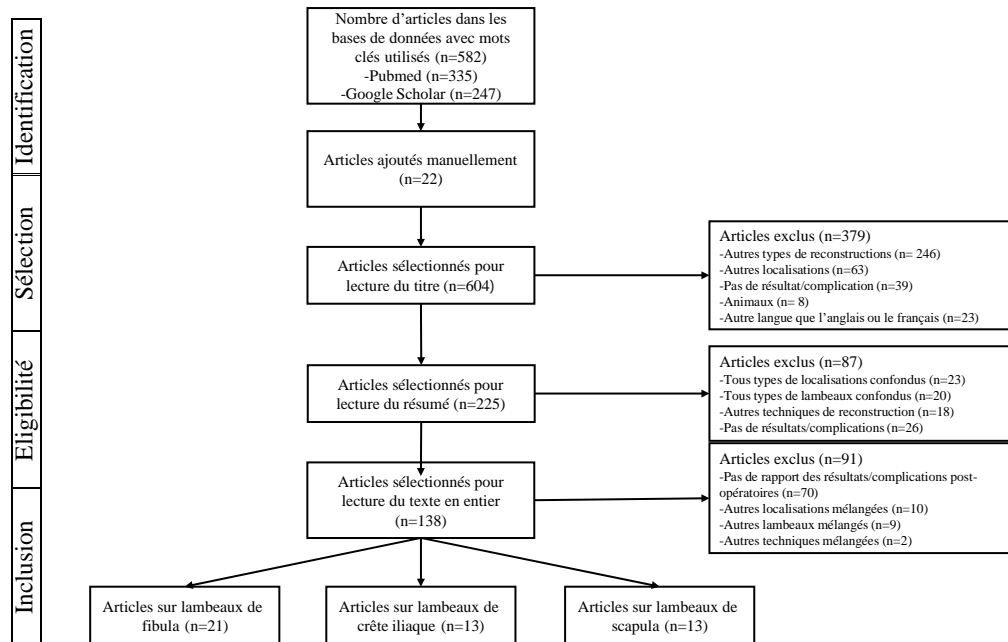 Identification
Nombre d’articles dans les
bases de données avec mots
clés utilisés (n=582)
-Pubmed (n=335)
-Google Scholar (n=247)
Articles ajoutés manuellement
(n=22)
Sélection
Articles sélectionnés pour
lecture du titre (n=604)
Articles exclus (n=379)
-Autres types de reconstructions (n= 246)
-Autres localisations (n=63)
-Pas de résultat/complication (n=39)
-Animaux (n= 8)
-Autre langue que l’anglais ou le français (n=23)
Eligibilité
Articles sélectionnés pour
lecture du résumé (n=225)
Articles exclus (n=87)
-Tous types de localisations confondus (n=23)
-Tous types de lambeaux confondus (n=20)
-Autres techniques de reconstruction (n=18)
-Pas de résultats/complications (n=26)
Inclusion
Articles sélectionnés pour
lecture du texte en entier
(n=138)
Articles exclus (n=91)
-Pas de rapport des résultats/complications post-
opératoires (n=70)
-Autres localisations mélangées (n=10)
-Autres lambeaux mélangés (n=9)
-Autres techniques mélangées (n=2)
Articles sur lambeaux de
fibula (n=21)
Articles sur lambeaux de
crête iliaque (n=13)
Articles sur lambeaux de
scapula (n=13)